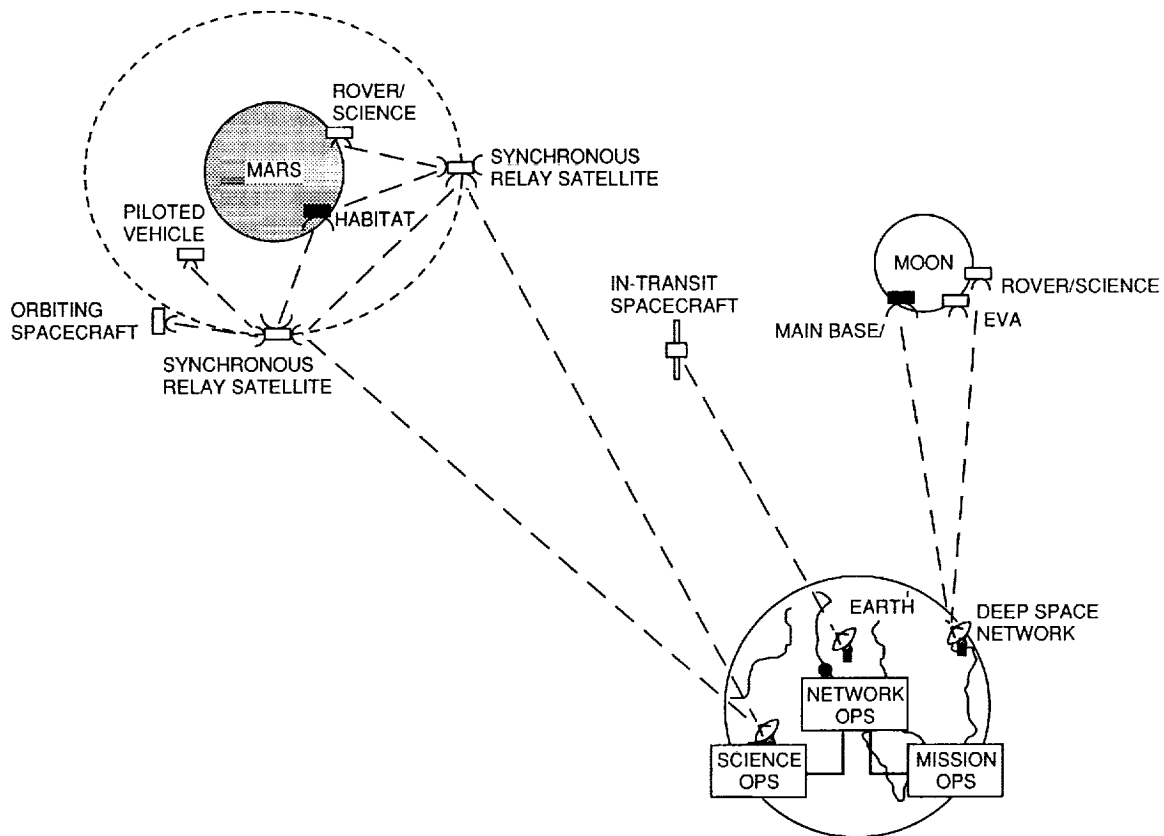 ROVER/
SCIENCE
MARS
SYNCHRONOUS
RELAY SATELLITE
PILOTED
VEHICLE
HABITAT
ORBITING
SPACECRAFT
SYNCHRONOUS
RELAY SATELLITE
IN-TRANSIT
SPACECRAFT
MOON
ROVER/SCIENCE
MAIN BASE/
EVA
EARTH
DEEP SPACE
NETWORK
NETWORK
OPS
SCIENCE
OPS
MISSION
OPS